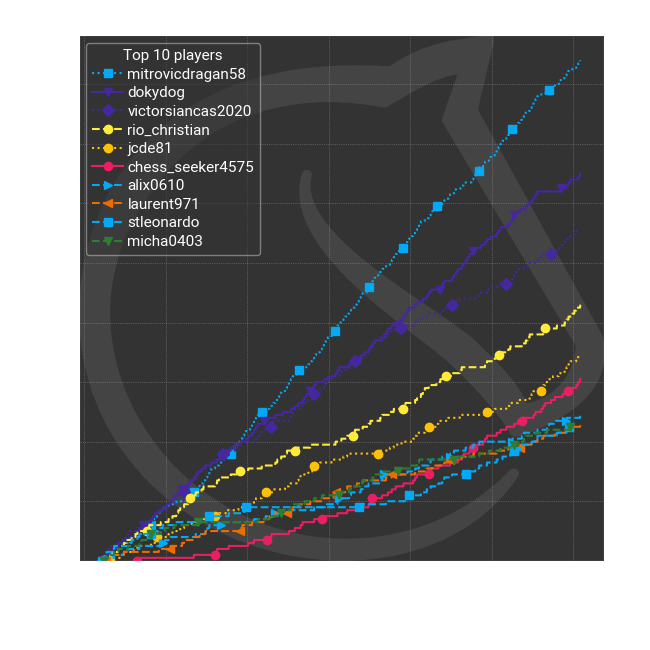 Top 10 players
mitrovicdragan58
dokydog
victorsiancas2020
rio_christian
jcde81
chess_seeker4575
alix0610
laurent971
stleonardo
micha0403